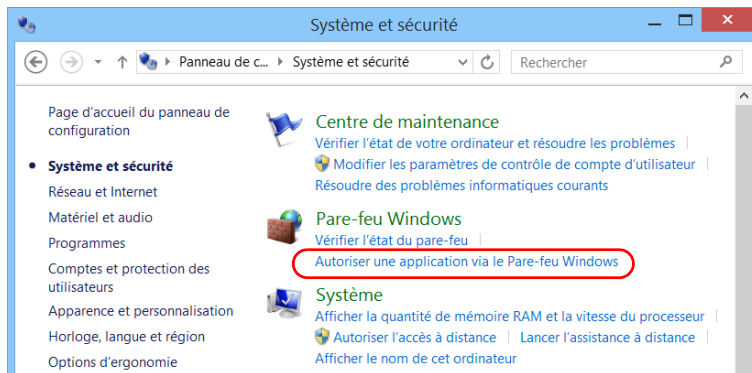 Système et sécurité
Panneau de c... Système et sécurité Rechercher
Page d'accueil du panneau de
configuration
Système et sécurité
Réseau et Internet
Matériel et audio
Programmes
Comptes et protection des
utilisateurs
Apparence et personnalisation
Horloge, langue et région
Options d'ergonomie
Centre de maintenance
Vérifier l'état de votre ordinateur et résoudre les problèmes
Modifier les paramètres de contrôle de compte d'utilisateur
Résoudre des problèmes informatiques courants
Pare-feu Windows
Vérifier l'état du pare-feu
Autoriser une application via le Pare-feu Windows
Système
Afficher la quantité de mémoire RAM et la vitesse du processeur
Autoriser l'accès à distance Lancer l'assistance à distance
Afficher le nom de cet ordinateur